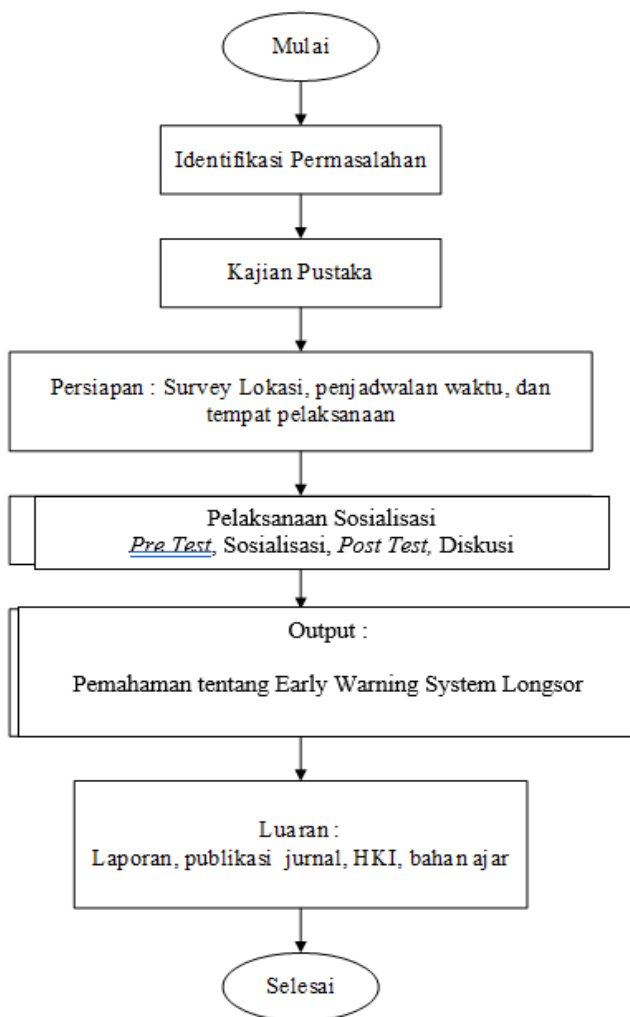 Mulai
Identifikasi Permasalahan
Kajian Pustaka
Persiapan : Survey Lokasi, penjadwalan waktu, dan
tempat pelaksanaan
Pelaksanaan Sosialisasi
Pre Test, Sosialisasi, Post Test, Diskusi
Output :
Pemahaman tentang Early Warning System Longsor
Luaran :
Laporan, publikasi jurnal, HKI, bahan ajar
Selesai